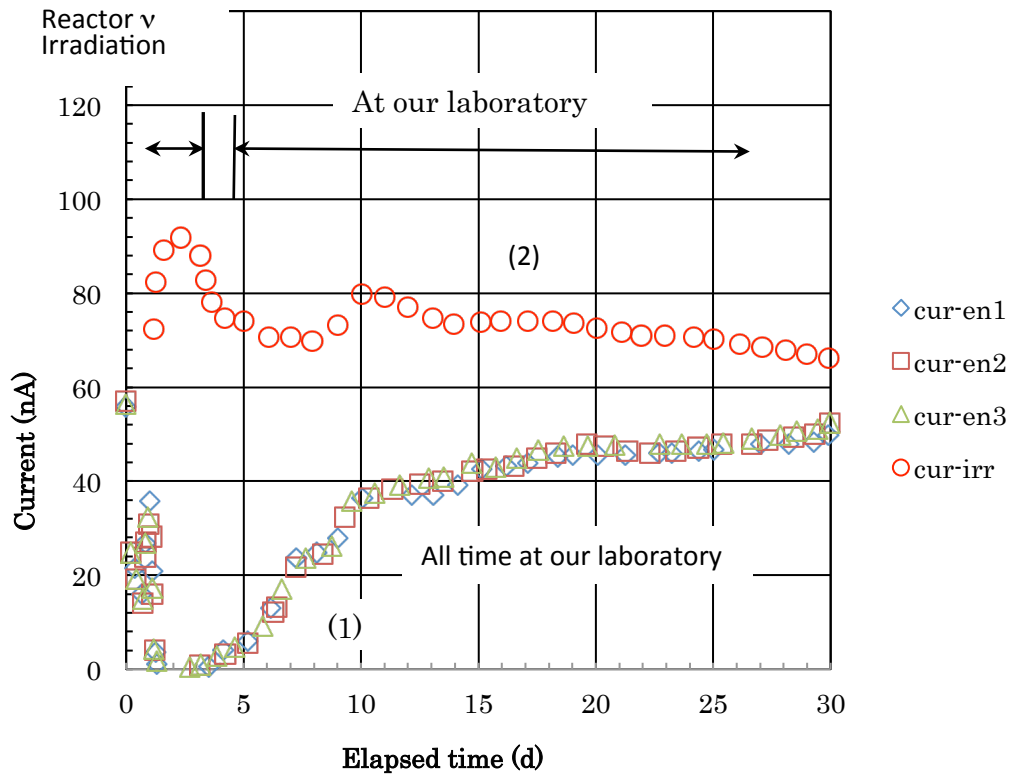 Reactor ν
Irradiation
At our laboratory
120
100
80
60
40
20
0
(2)
All time at our laboratory
(1)
0 5 10 15 20 25 30
Current (nA)
Elapsed time (d)
cur-en1
cur-en2
cur-en3
cur-irr